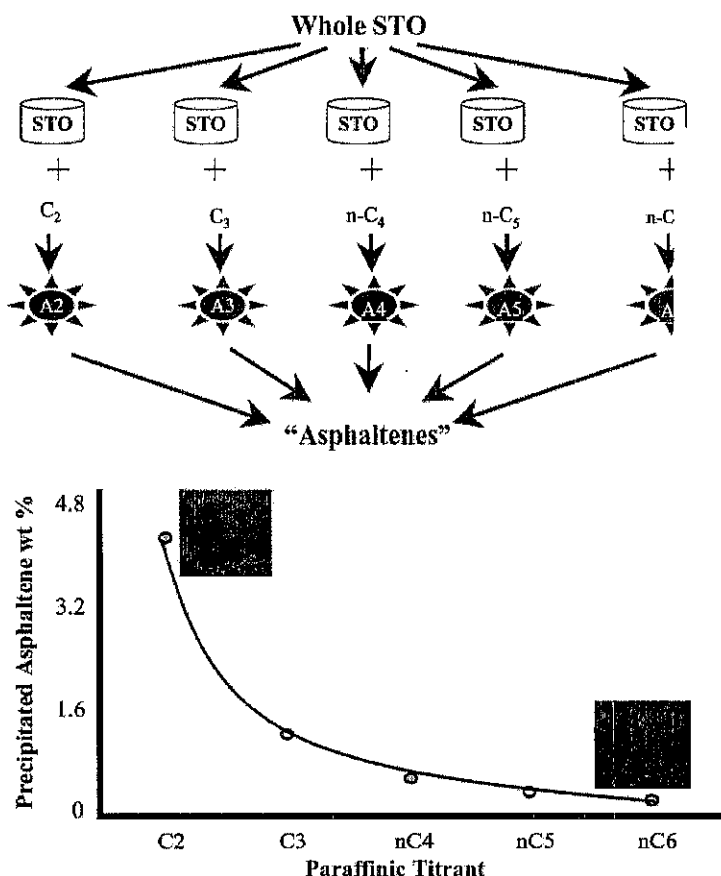 Whole STO
STO STO STO STO STO
+ + + + +
C₂ C₃ n-C₄ n-C₅ n-C
A2 A3 A4 A5 A
“Asphaltenes”
Precipitated Asphaltene wt %
4.8
3.2
1.6
0
C2 C3 nC4 nC5 nC6
Paraffinic Titrant